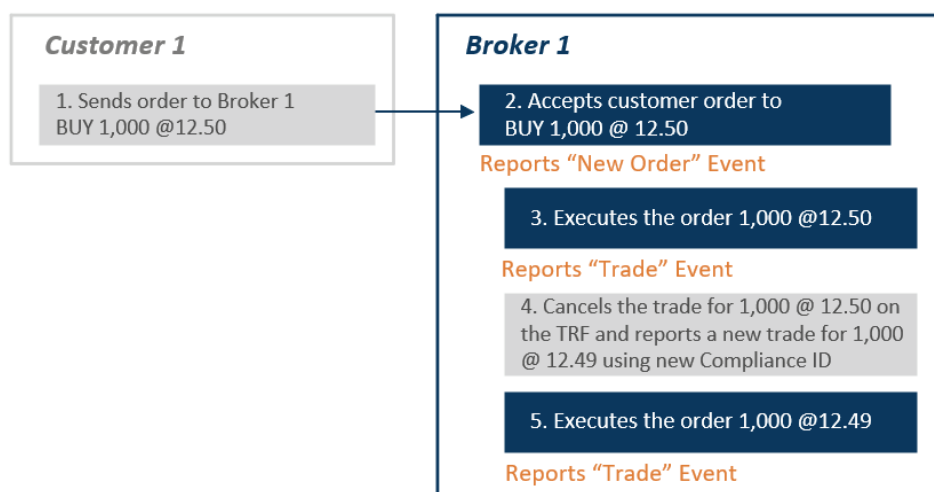 Customer 1
1. Sends order to Broker 1
BUY 1,000 @12.50
Broker 1
2. Accepts customer order to
BUY 1,000 @ 12.50
Reports “New Order” Event
3. Executes the order 1,000 @12.50
Reports “Trade” Event
4. Cancels the trade for 1,000 @ 12.50 on
the TRF and reports a new trade for 1,000
@ 12.49 using new Compliance ID
5. Executes the order 1,000 @12.49
Reports “Trade” Event